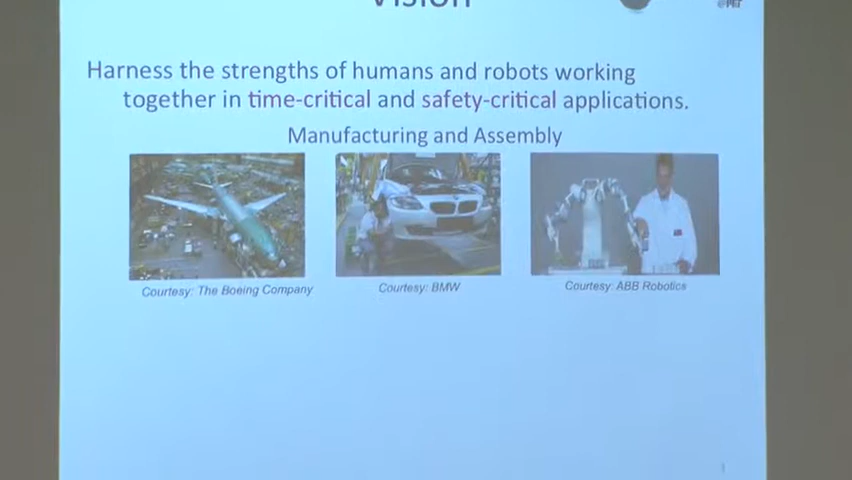 Vision
@MIT
Harness the strengths of humans and robots working
together in time-critical and safety-critical applications.
Manufacturing and Assembly
Courtesy: The Boeing Company
Courtesy: BMW
Courtesy: ABB Robotics